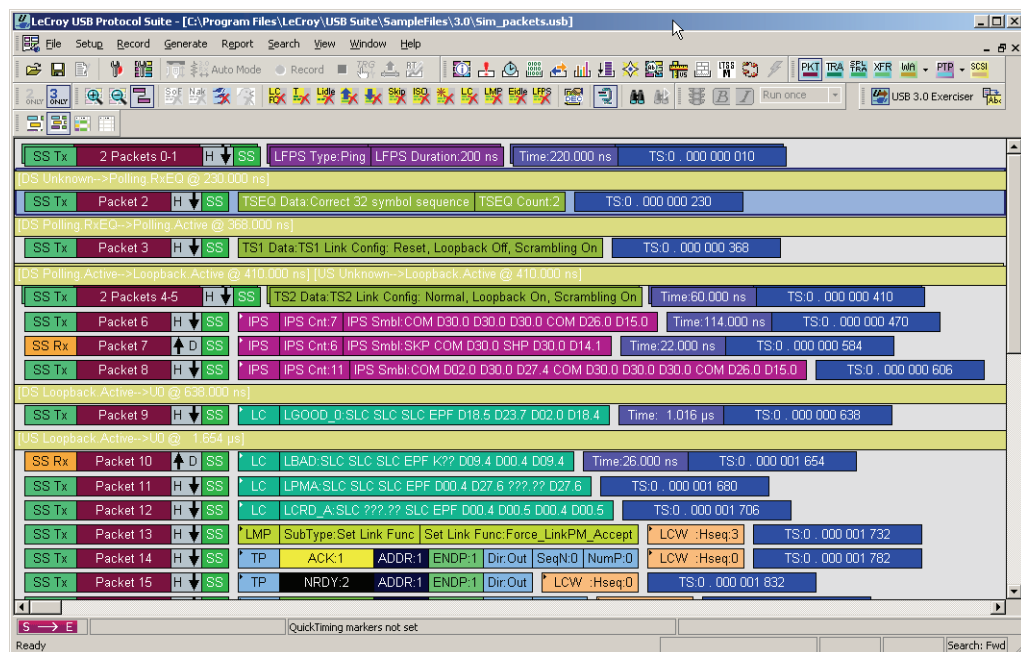 LeCroy USB Protocol Suite - [C:\Program Files\LeCroy\USB Suite\SampleFiles\3.0\Sim_packets.usb]
File Setup Record Generate Report Search View Window Help
Auto Mode Record PKT TRA XFR WA PTP SCSI
2 ONLY 3 ONLY SoF Nak Lidle Skip ISO LC LMP Eidle LFPS B I Run once USB 3.0 Exerciser
SS Tx 2 Packets 0-1 H SS LFPS Type:Ping LFPS Duration:200 ns Time:220.000 ns TS:0 . 000 000 010
[DS Unknown-->Polling.RxEQ @ 230.000 ns]
SS Tx Packet 2 H SS TSEQ Data:Correct 32 symbol sequence TSEQ Count:2 TS:0 . 000 000 230
[DS Polling.RxEQ-->Polling.Active @ 368.000 ns]
SS Tx Packet 3 H SS TS1 Data:TS1 Link Config: Reset, Loopback Off, Scrambling On TS:0 . 000 000 368
[DS Polling.Active-->Loopback.Active @ 410.000 ns] [US Unknown-->Loopback.Active @ 410.000 ns]
SS Tx 2 Packets 4-5 H SS TS2 Data:TS2 Link Config: Normal, Loopback On, Scrambling On Time:60.000 ns TS:0 . 000 000 410
SS Tx Packet 6 H SS IPS IPS Cnt:7 IPS Smbl:COM D30.0 D30.0 D30.0 COM D26.0 D15.0 Time:114.000 ns TS:0 . 000 000 470
SS Rx Packet 7 D SS IPS IPS Cnt:6 IPS Smbl:SKP COM D30.0 SHP D30.0 D14.1 Time:22.000 ns TS:0 . 000 000 584
SS Tx Packet 8 H SS IPS IPS Cnt:11 IPS Smbl:COM D02.0 D30.0 D27.4 COM D30.0 D30.0 D30.0 COM D26.0 D15.0 TS:0 . 000 000 606
[DS Loopback.Active-->U0 @ 638.000 ns]
SS Tx Packet 9 H SS LC LGOOD_0:SLC SLC SLC EPF D18.5 D23.7 D02.0 D18.4 Time: 1.016 µs TS:0 . 000 000 638
[US Loopback.Active-->U0 @ 1.654 µs]
SS Rx Packet 10 D SS LC LBAD:SLC SLC SLC EPF K?? D09.4 D00.4 D09.4 Time:26.000 ns TS:0 . 000 001 654
SS Tx Packet 11 H SS LC LPMA:SLC SLC SLC EPF D00.4 D27.6 ???.?? D27.6 TS:0 . 000 001 680
SS Tx Packet 12 H SS LC LCRD_A:SLC ???.?? SLC EPF D00.4 D00.5 D00.4 D00.5 TS:0 . 000 001 706
SS Tx Packet 13 H SS LMP SubType:Set Link Func Set Link Func:Force_LinkPM_Accept LCW :Hseq:3 TS:0 . 000 001 732
SS Tx Packet 14 H SS TP ACK:1 ADDR:1 ENDP:1 Dir:Out SeqN:0 NumP:0 LCW :Hseq:0 TS:0 . 000 001 782
SS Tx Packet 15 H SS TP NRDY:2 ADDR:1 ENDP:1 Dir:Out LCW :Hseq:0 TS:0 . 000 001 832
S → E QuickTiming markers not set
Ready Search: Fwd